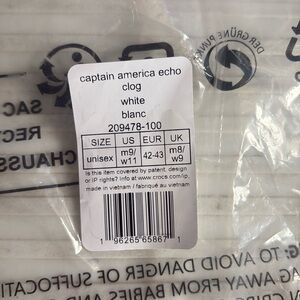 captain america echo
clog
white
blanc
209478-100
SIZE US EUR UK
unisex m9/w11 42-43 m8/w9
Is this item covered by patent, design
or IP rights? info at www.crocs.com/ip.
made in vietnam / fabriqué au vietnam
1 96265 65867 1
DER GRÜNE PUNKT
SAC
REC
CHAUSS
G: TO AVOID DANGER OF SUFFOCATI
AG AWAY FROM BABIES AND